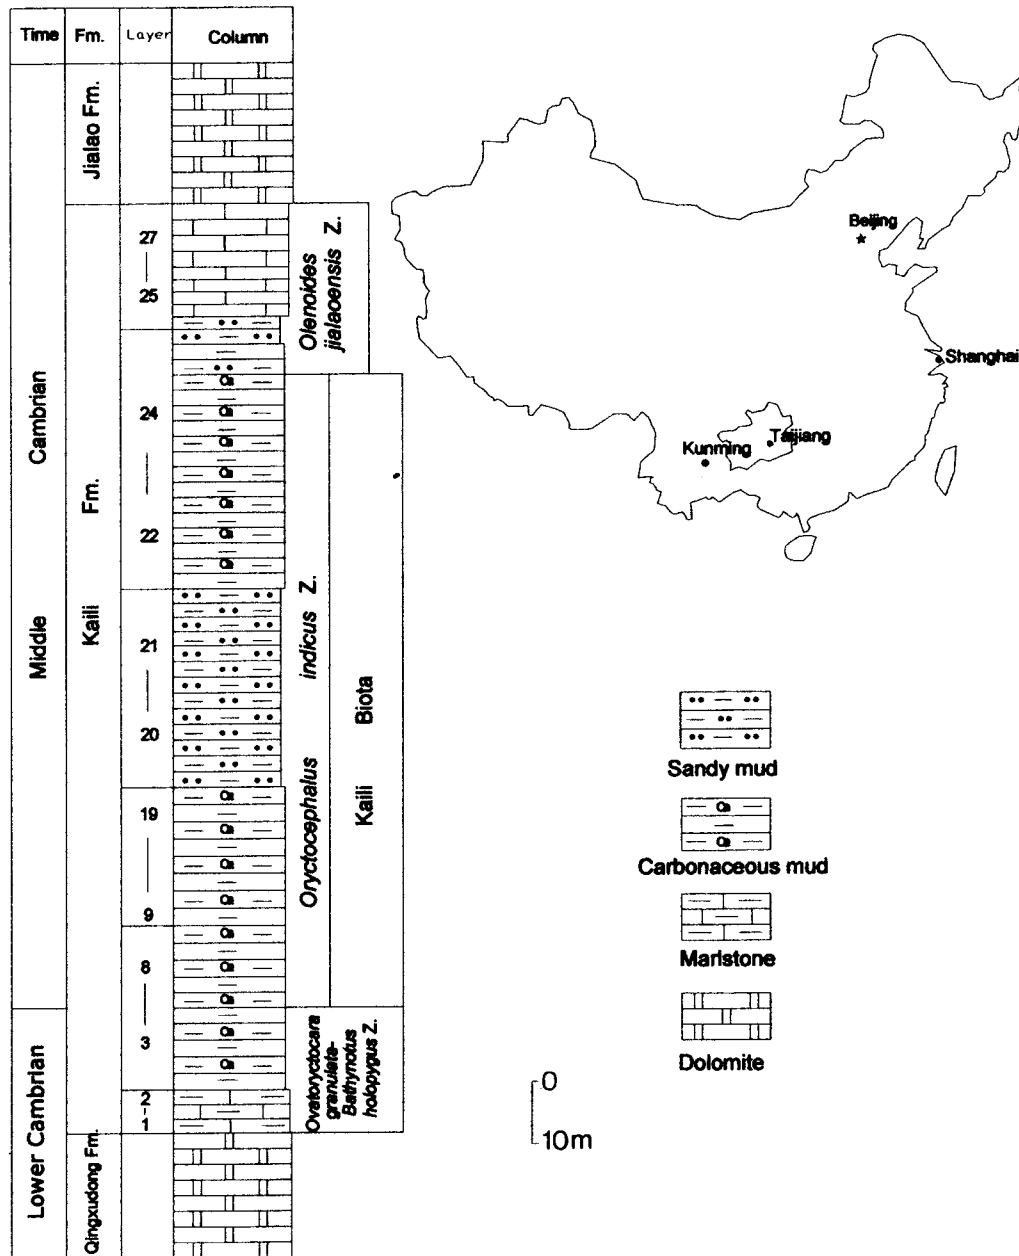 Time Fm. Layer Column
Jialao Fm.
27
25
Olenoides
jialaoensis Z.
Cambrian
24
22
Fm.
Kaili
Middle
21
20
indicus Z.
Oryctocephalus
Biota
Kaili
19
9
8
3
Ovatoryctocara
granulata-
Bathynotus
holopygus Z.
2
1
Lower Cambrian
Qingxudong Fm.
Beijing
Shanghai
Kunming
Taijiang
Sandy mud
Carbonaceous mud
Marlstone
Dolomite
0
10m